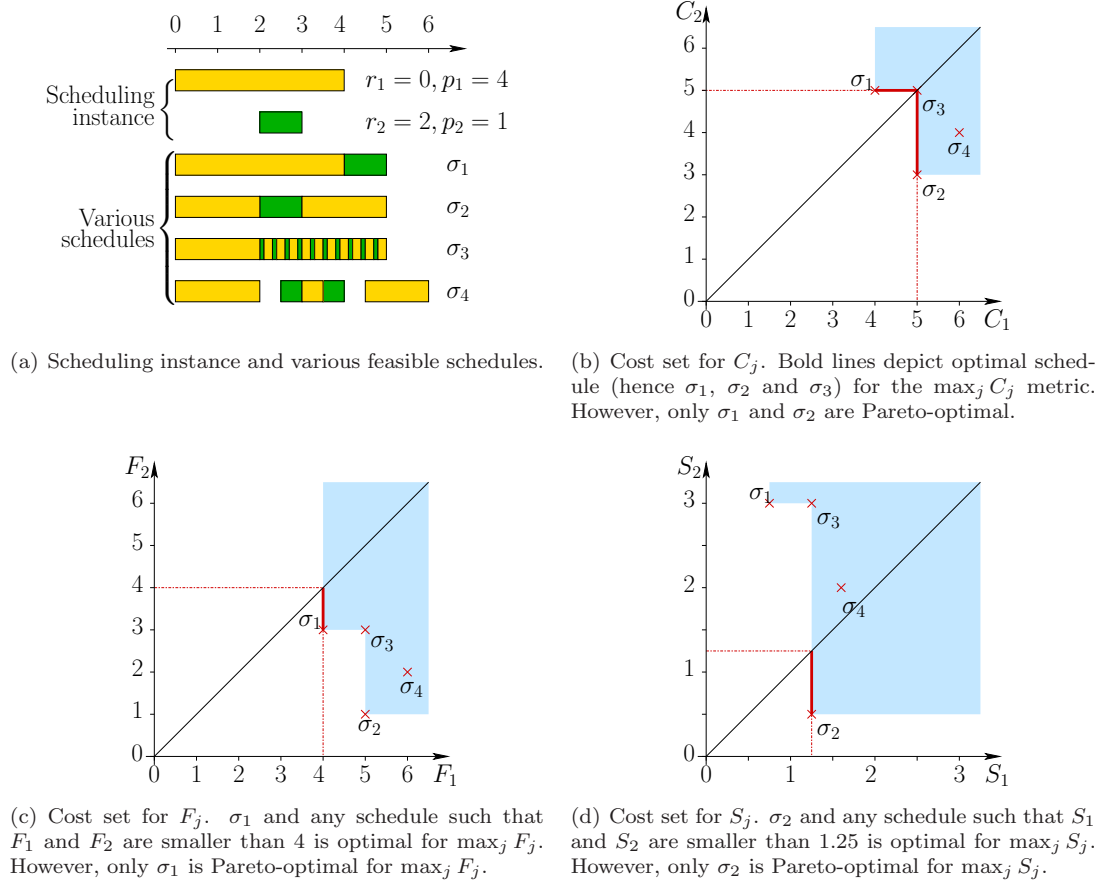 0 1 2 3 4 5 6
Scheduling
instance
r₁ = 0, p₁ = 4
r₂ = 2, p₂ = 1
Various
schedules
σ₁
σ₂
σ₃
σ₄
(a) Scheduling instance and various feasible schedules.
C₂
6
5
4
3
2
1
0
0 1 2 3 4 5 6 C₁
σ₁
σ₃
σ₄
σ₂
(b) Cost set for Cⱼ. Bold lines depict optimal sched-
ule (hence σ₁, σ₂ and σ₃) for the maxⱼ Cⱼ metric.
However, only σ₁ and σ₂ are Pareto-optimal.
F₂
6
5
4
3
2
1
0
0 1 2 3 4 5 6 F₁
σ₁
σ₃
σ₄
σ₂
(c) Cost set for Fⱼ. σ₁ and any schedule such that
F₁ and F₂ are smaller than 4 is optimal for maxⱼ Fⱼ.
However, only σ₁ is Pareto-optimal for maxⱼ Fⱼ.
S₂
3
2
1
0
0 1 2 3 S₁
σ₁
σ₃
σ₄
σ₂
(d) Cost set for Sⱼ. σ₂ and any schedule such that S₁
and S₂ are smaller than 1.25 is optimal for maxⱼ Sⱼ.
However, only σ₂ is Pareto-optimal for maxⱼ Sⱼ.